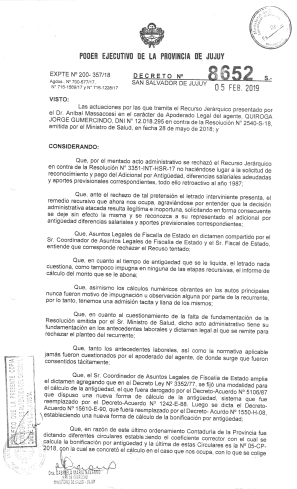 PODER EJECUTIVO DE LA PROVINCIA DE JUJUY
EXPTE Nº 200- 357/18
Agdos. Nº 700-677/17,
Nº 715-1569/17 y Nº 715-1228/17
DECRETO Nº 8652 S.-
SAN SALVADOR DE JUJUY, 05 FEB. 2019
VISTO:
Las actuaciones por las que tramita el Recurso Jerárquico presentado por
el Dr. Aníbal Massaccesi en el carácter de Apoderado Legal del agente, QUIROGA
JORGE GUMERCINDO, DNI Nº 12.018.295 en contra de la Resolución Nº 2540-S-18,
emitida por el Ministro de Salud, en fecha 28 de mayo de 2018; y
CONSIDERANDO:
Que, por el mentado acto administrativo se rechazó el Recurso Jerárquico
en contra de la Resolución Nº 3351-INT-HSR-17 no haciéndose lugar a la solicitud de
reconocimiento y pago del Adicional por Antigüedad, diferencias salariales adeudadas
y aportes previsionales correspondientes, todo ello retroactivo al año 1987;
Que, ante el rechazo de tal pretensión el letrado interviniente presenta, el
remedio recursivo que ahora nos ocupa, agraviándose por entender que la decisión
administrativa atacada resulta ilegítima e inoportuna, solicitando en forma consecuente
se deje sin efecto la misma y se reconozca a su representado el adicional por
antigüedad diferencias salariales y aportes previsionales correspondientes;
Que, Asuntos Legales de Fiscalía de Estado en dictamen compartido por el
Sr. Coordinador de Asuntos Legales de Fiscalía de Estado y el Sr. Fiscal de Estado,
entiende que corresponde rechazar el Recuso tentado;
Que, en cuanto al tiempo de antigüedad que se le liquida, el letrado nada
cuestiona, como tampoco impugna en ninguna de las etapas recursivas, el informe de
cálculo del monto que se le abona;
Que, asimismo los cálculos numéricos obrantes en los autos principales
nunca fueron motivo de impugnación u observación alguna por parte de la recurrente,
por lo tanto, tenemos una admisión tácita y llana de los mismos;
Que, en cuanto al cuestionamiento de la falta de fundamentación de la
Resolución emitida por el Sr. Ministro de Salud, dicho acto administrativo tiene su
fundamentación en los antecedentes laborales y dictamen legal al que se remite para
rechazar el planteo del recurrente;
Que, tanto los antecedentes laborales, así como la normativa aplicable
jamás fueron cuestionados por el apoderado del agente, de donde surge que fueron
consentidos tácitamente;
Que, el Sr. Coordinador de Asuntos Legales de Fiscalía de Estado amplia
el dictamen agregando que en el Decreto Ley Nº 3352/77, se fijó una modalidad para
el cálculo de la antigüedad, el que fuera derogado por el Decreto-Acuerdo Nº 5106/87
que dispuso una nueva forma de cálculo de la antigüedad, sistema que fue
reemplazado por el Decreto-Acuerdo Nº 1242-E-88. Luego se dicta el Decreto-
Acuerdo Nº 15610-E-90, que fuera derogado por el Decreto- Acuerdo Nº 1550-H-08,
estableciendo una nueva forma de cálculo de la bonificación por antigüedad;
Que, en razón de este último ordenamiento Contaduría de la Provincia fue
dictando diferentes circulares estableciendo el coeficiente corrector con el cual se
calcula la bonificación por antigüedad y la última de estas Circulares es la Nº 05-CP-
2018, con la cual se concretó el cálculo en el caso que nos ocupa, con lo que se colige